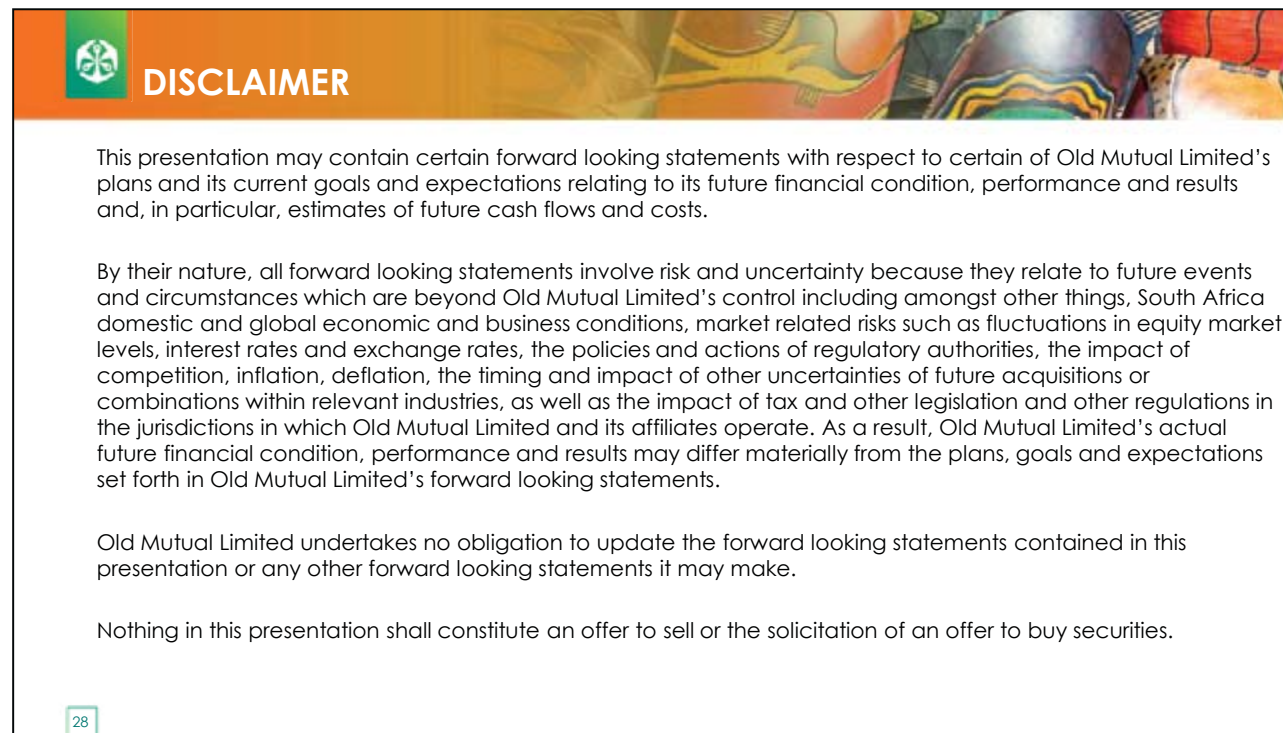 DISCLAIMER
This presentation may contain certain forward looking statements with respect to certain of Old Mutual Limited's
plans and its current goals and expectations relating to its future financial condition, performance and results
and, in particular, estimates of future cash flows and costs.
By their nature, all forward looking statements involve risk and uncertainty because they relate to future events
and circumstances which are beyond Old Mutual Limited's control including amongst other things, South Africa
domestic and global economic and business conditions, market related risks such as fluctuations in equity market
levels, interest rates and exchange rates, the policies and actions of regulatory authorities, the impact of
competition, inflation, deflation, the timing and impact of other uncertainties of future acquisitions or
combinations within relevant industries, as well as the impact of tax and other legislation and other regulations in
the jurisdictions in which Old Mutual Limited and its affiliates operate. As a result, Old Mutual Limited's actual
future financial condition, performance and results may differ materially from the plans, goals and expectations
set forth in Old Mutual Limited's forward looking statements.
Old Mutual Limited undertakes no obligation to update the forward looking statements contained in this
presentation or any other forward looking statements it may make.
Nothing in this presentation shall constitute an offer to sell or the solicitation of an offer to buy securities.
28